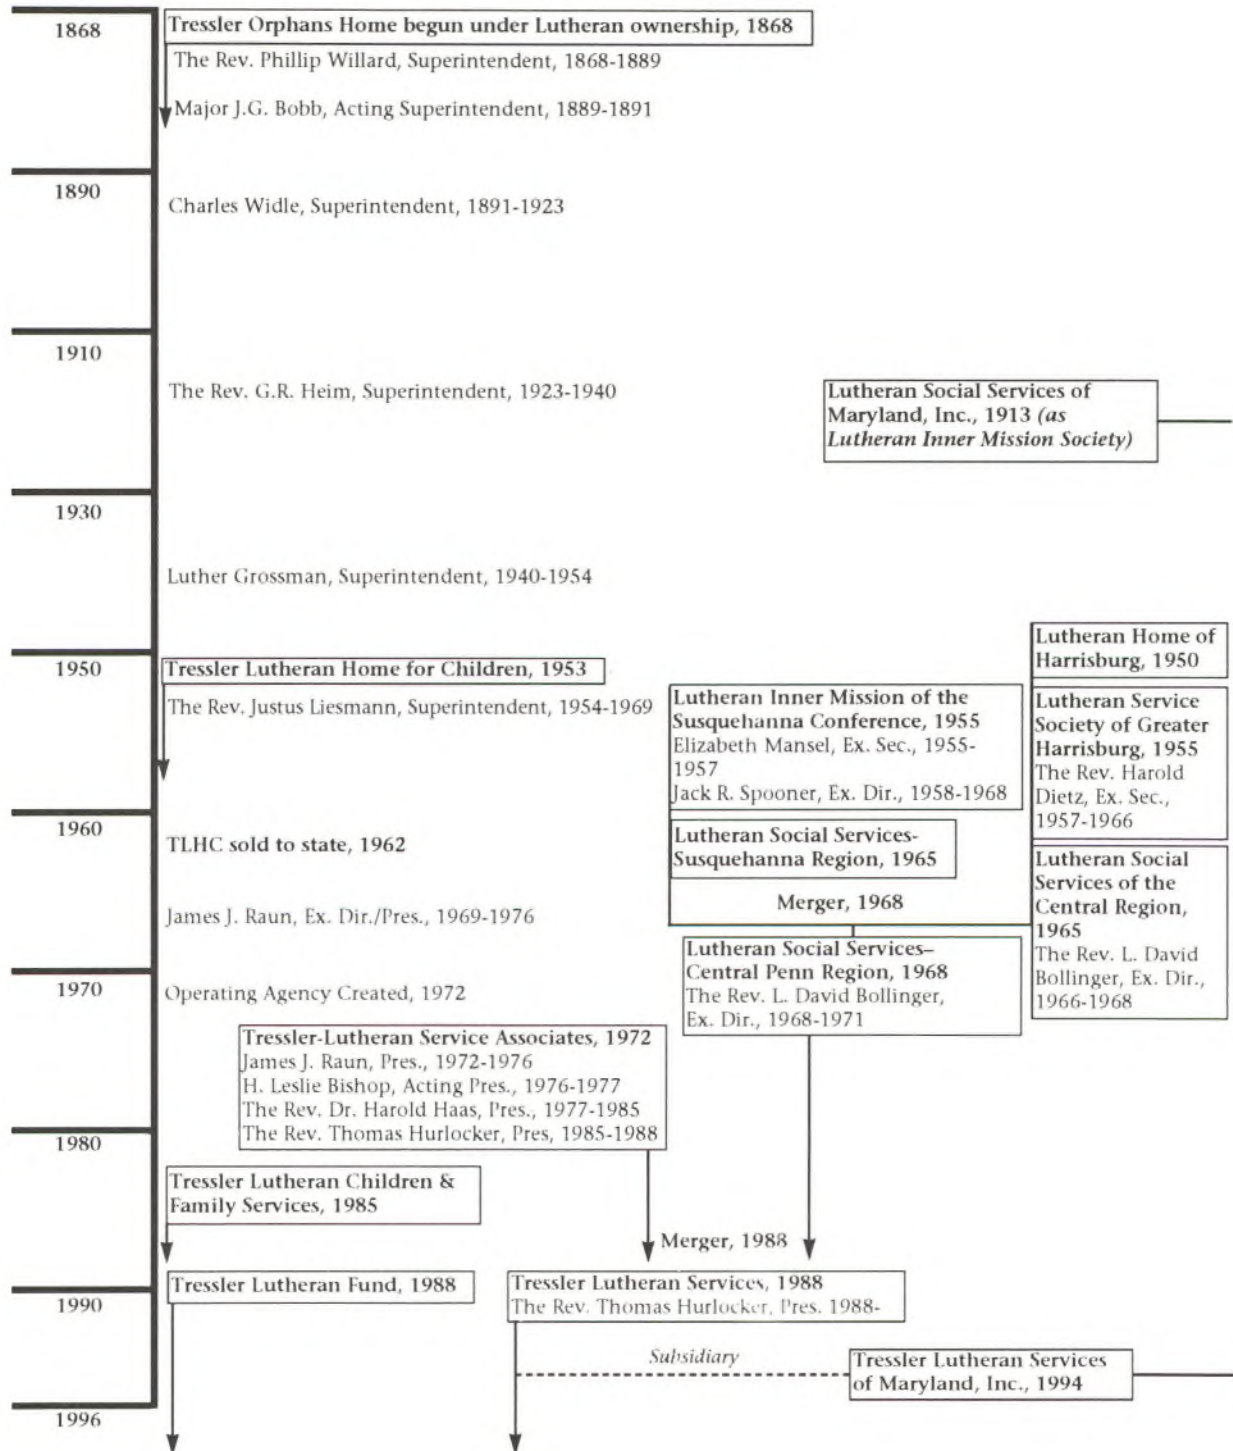 1868
Tressler Orphans Home begun under Lutheran ownership, 1868
The Rev. Phillip Willard, Superintendent, 1868-1889
Major J.G. Bobb, Acting Superintendent, 1889-1891
1890
Charles Widle, Superintendent, 1891-1923
1910
The Rev. G.R. Heim, Superintendent, 1923-1940
Lutheran Social Services of
Maryland, Inc., 1913 (as
Lutheran Inner Mission Society)
1930
Luther Grossman, Superintendent, 1940-1954
1950
Tressler Lutheran Home for Children, 1953
The Rev. Justus Liesmann, Superintendent, 1954-1969
Lutheran Inner Mission of the
Susquehanna Conference, 1955
Elizabeth Mansel, Ex. Sec., 1955-
1957
Jack R. Spooner, Ex. Dir., 1958-1968
Lutheran Home of
Harrisburg, 1950
Lutheran Service
Society of Greater
Harrisburg, 1955
The Rev. Harold
Dietz, Ex. Sec.,
1957-1966
1960
TLHC sold to state, 1962
Lutheran Social Services-
Susquehanna Region, 1965
Merger, 1968
Lutheran Social
Services of the
Central Region,
1965
The Rev. L. David
Bollinger, Ex. Dir.,
1966-1968
James J. Raun, Ex. Dir./Pres., 1969-1976
Lutheran Social Services–
Central Penn Region, 1968
The Rev. L. David Bollinger,
Ex. Dir., 1968-1971
1970
Operating Agency Created, 1972
Tressler-Lutheran Service Associates, 1972
James J. Raun, Pres., 1972-1976
H. Leslie Bishop, Acting Pres., 1976-1977
The Rev. Dr. Harold Haas, Pres., 1977-1985
The Rev. Thomas Hurlocker, Pres, 1985-1988
1980
Tressler Lutheran Children &
Family Services, 1985
Merger, 1988
Tressler Lutheran Fund, 1988
Tressler Lutheran Services, 1988
The Rev. Thomas Hurlocker, Pres. 1988-
1990
Subsidiary
Tressler Lutheran Services
of Maryland, Inc., 1994
1996